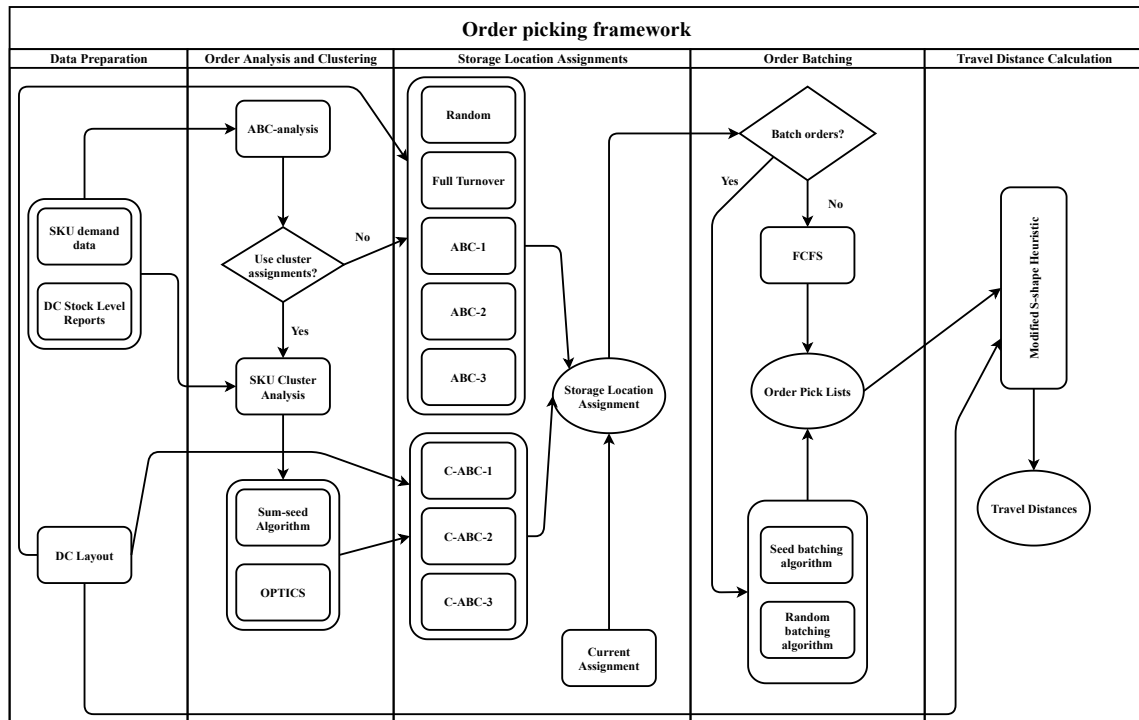 Order picking framework
Data Preparation
Order Analysis and Clustering
Storage Location Assignments
Order Batching
Travel Distance Calculation
SKU demand
data
DC Stock Level
Reports
DC Layout
ABC-analysis
Use cluster
assignments?
No
Yes
SKU Cluster
Analysis
Sum-seed
Algorithm
OPTICS
Random
Full Turnover
ABC-1
ABC-2
ABC-3
C-ABC-1
C-ABC-2
C-ABC-3
Storage Location
Assignment
Current
Assignment
Batch orders?
Yes
No
FCFS
Order Pick Lists
Seed batching
algorithm
Random
batching
algorithm
Modified S-shape Heuristic
Travel Distances